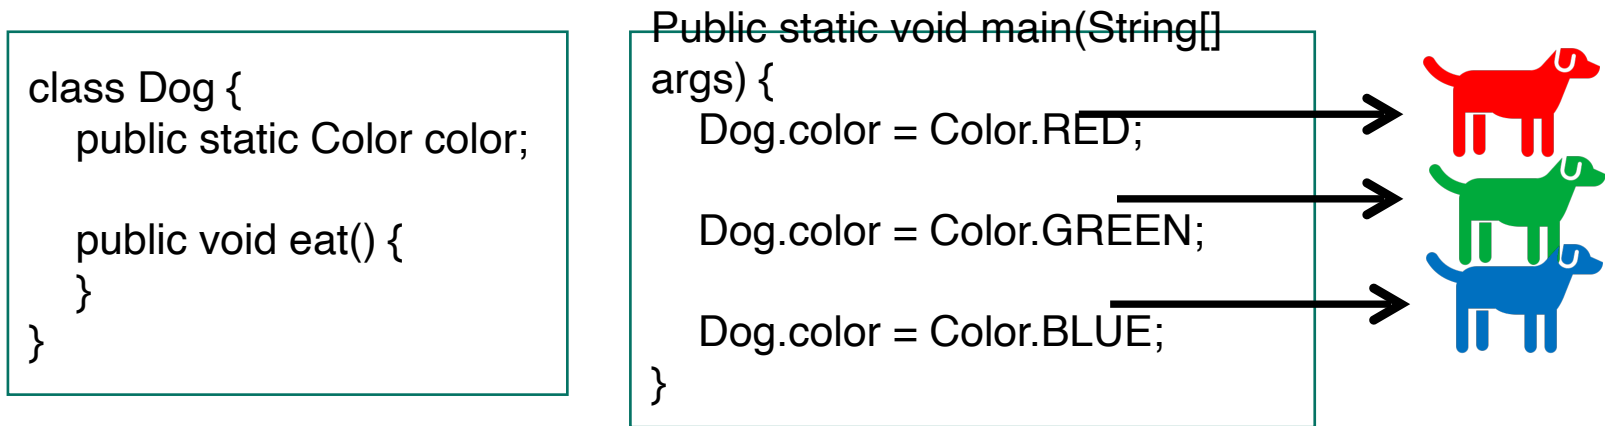 class Dog {
public static Color color;
public void eat() {
}
}
Public static void main(String[]
args) {
Dog.color = Color.RED;
Dog.color = Color.GREEN;
Dog.color = Color.BLUE;
}